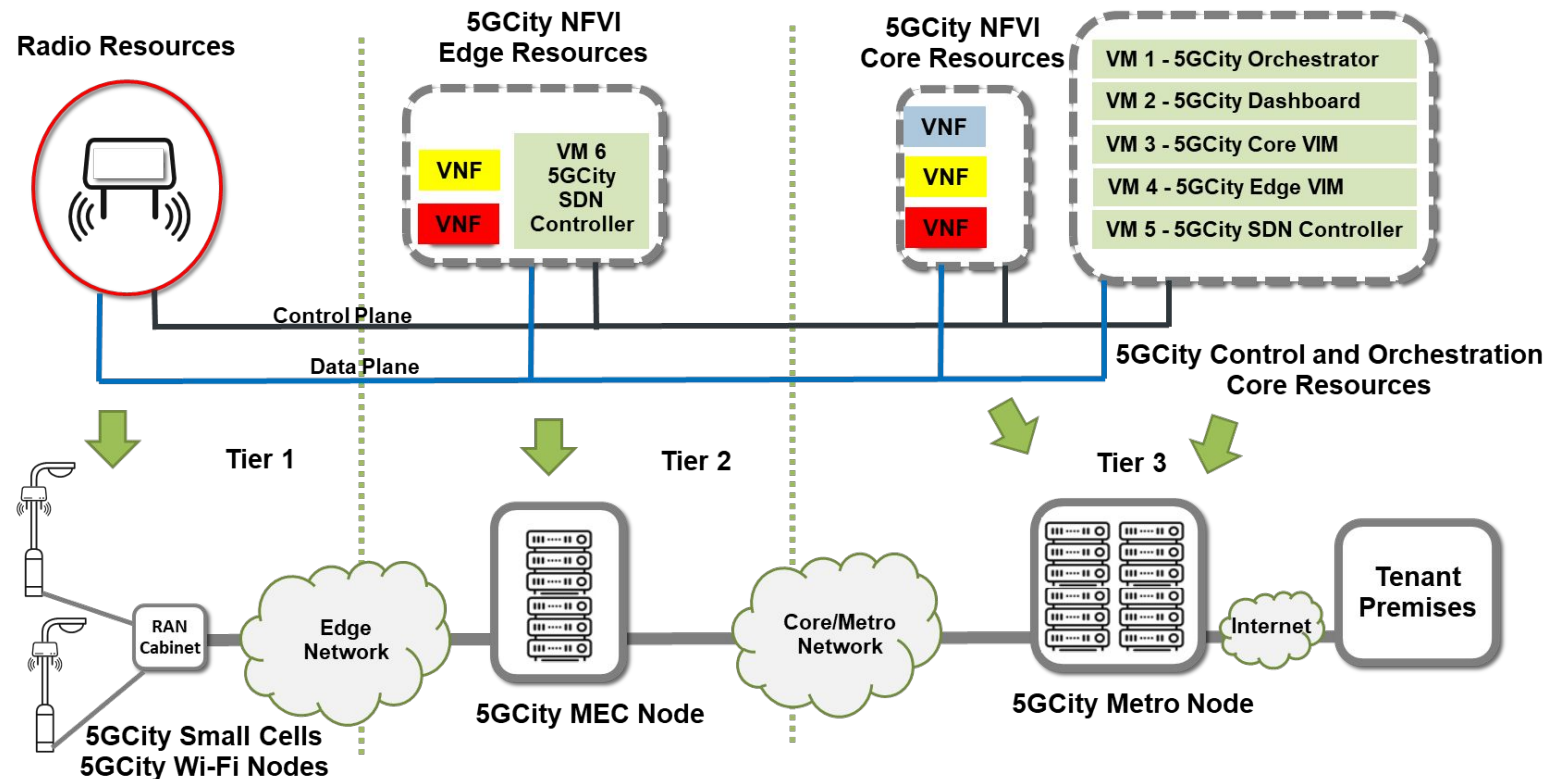 Radio Resources
5GCity NFVI
Edge Resources
VNF
VNF
VM 6
5GCity
SDN
Controller
5GCity NFVI
Core Resources
VNF
VNF
VNF
VM 1 - 5GCity Orchestrator
VM 2 - 5GCity Dashboard
VM 3 - 5GCity Core VIM
VM 4 - 5GCity Edge VIM
VM 5 - 5GCity SDN Controller
Control Plane
Data Plane
5GCity Control and Orchestration
Core Resources
Tier 1
Tier 2
Tier 3
RAN
Cabinet
Edge
Network
Core/Metro
Network
Internet
Tenant
Premises
5GCity Small Cells
5GCity Wi-Fi Nodes
5GCity MEC Node
5GCity Metro Node